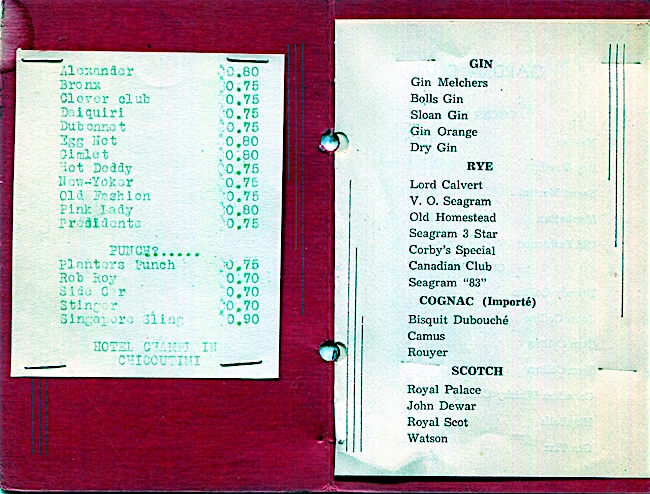 Alexander $0.80
Bronx $0.75
Clover club $0.75
Daiquiri $0.75
Dubonnet $0.75
Egg Not $0.80
Gimlet $0.80
Hot Doddy $0.75
New-Yoker $0.75
Old Fashion $0.75
Pink Lady $0.80
Présidente $0.75
PUNCH?......
Planters Punch $0.75
Rob Roy $0.70
Side Car $0.70
Stinger $0.70
Singapore Sling $0.90
HOTEL CHAMPLAIN
CHICOUTIMI
GIN
Gin Melchers
Bolls Gin
Sloan Gin
Gin Orange
Dry Gin
RYE
Lord Calvert
V. O. Seagram
Old Homestead
Seagram 3 Star
Corby's Special
Canadian Club
Seagram "83"
COGNAC (Importé)
Bisquit Dubouché
Camus
Rouyer
SCOTCH
Royal Palace
John Dewar
Royal Scot
Watson